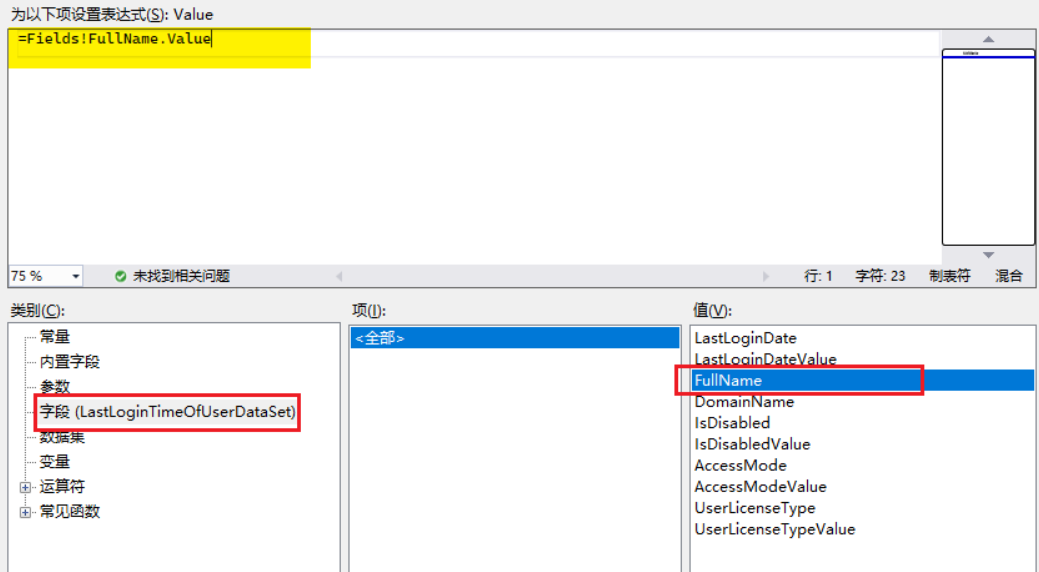 为以下项设置表达式(S): Value
=Fields!FullName.Value
75 %
未找到相关问题
行: 1
字符: 23
制表符
混合
类别(C):
常量
内置字段
参数
字段 (LastLoginTimeOfUserDataSet)
数据集
变量
运算符
常见函数
项(I):
<全部>
值(V):
LastLoginDate
LastLoginDateValue
FullName
DomainName
IsDisabled
IsDisabledValue
AccessMode
AccessModeValue
UserLicenseType
UserLicenseTypeValue